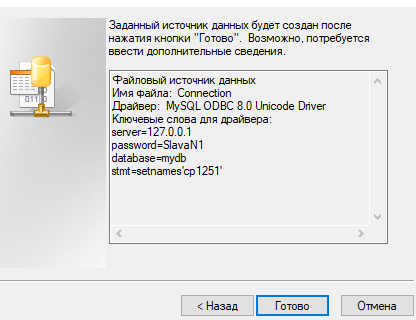 Заданный источник данных будет создан после
нажатия кнопки "Готово". Возможно, потребуется
ввести дополнительные сведения.
Файловый источник данных
Имя файла: Connection
Драйвер: MySQL ODBC 8.0 Unicode Driver
Ключевые слова для драйвера:
server=127.0.0.1
password=SlavaN1
database=mydb
stmt=setnames'cp1251'
< Назад
Готово
Отмена